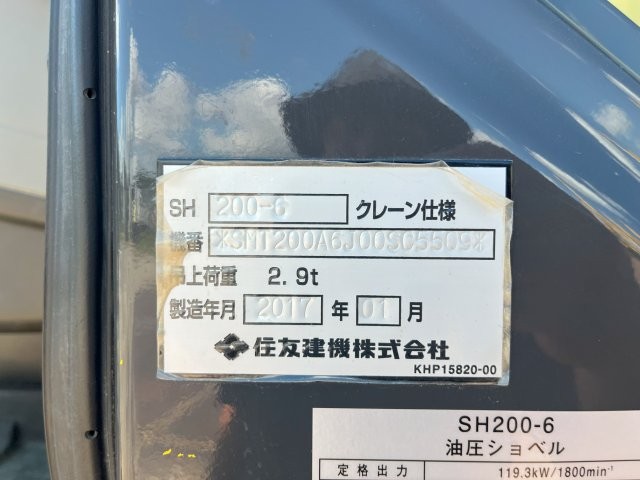 SH 200-6 クレーン仕様
機番 *SMT200A6J00SC5509*
吊上荷重 2.9t
製造年月 2017 年 01 月
住友建機株式会社
KHP15820-00
SH200-6
油圧ショベル
定格出力 119.3kW/1800min⁻¹